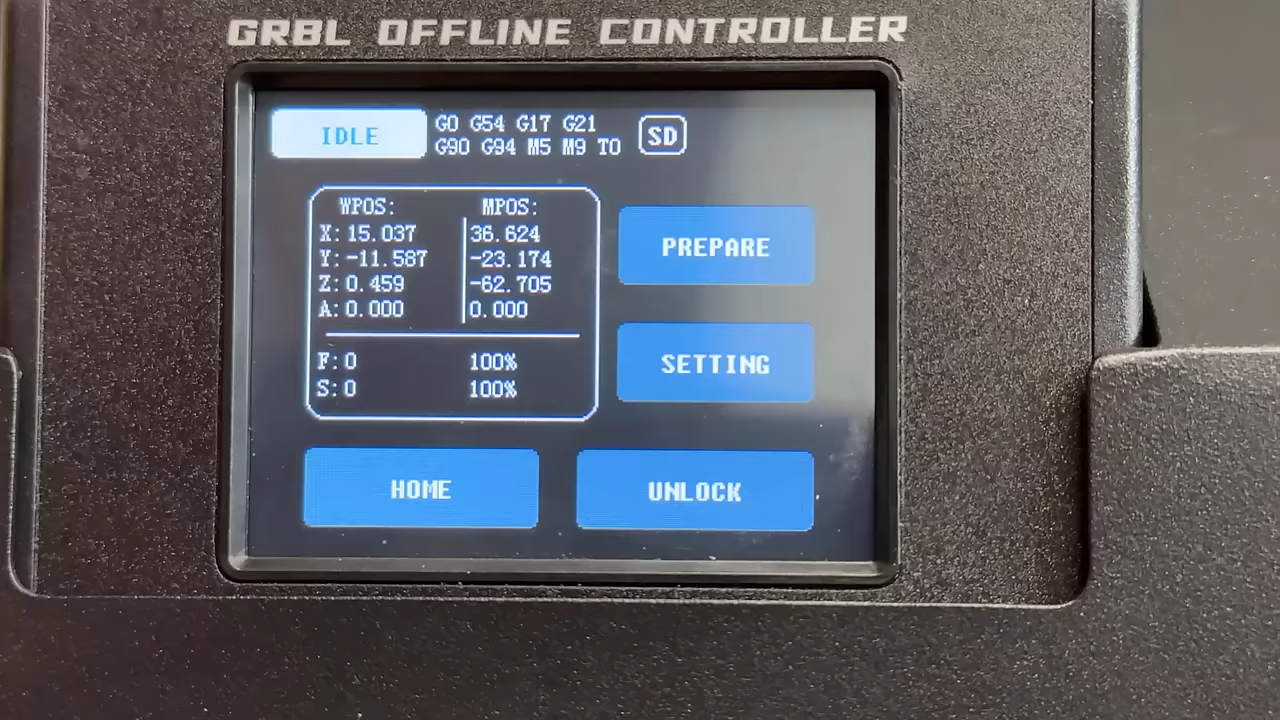 GRBL OFFLINE CONTROLLER
IDLE
G0 G54 G17 G21
G90 G94 M5 M9 T0
SD
WPOS: MPOS:
X: 15.037 36.624
Y: -11.587 -23.174
Z: 0.459 -62.705
A: 0.000 0.000
F: 0 100%
S: 0 100%
PREPARE
SETTING
HOME
UNLOCK